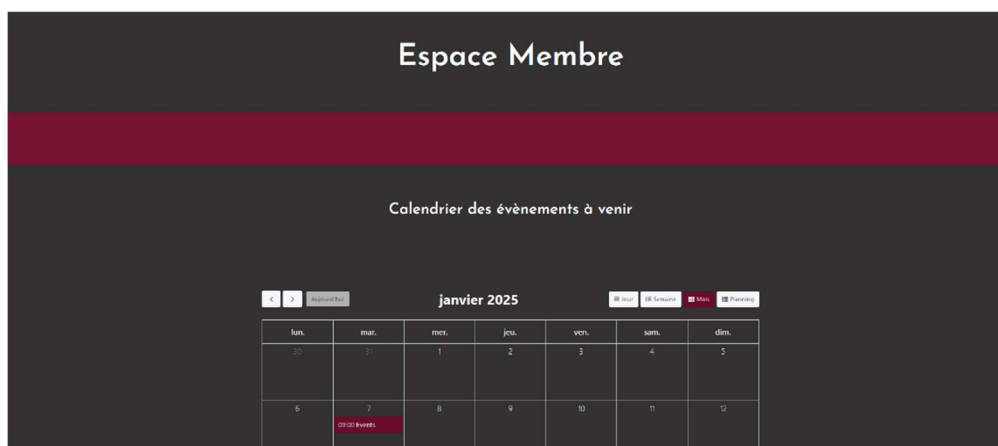 Espace Membre
Calendrier des évènements à venir
Aujourd'hui janvier 2025 Jour Semaine Mois Planning
lun. mar. mer. jeu. ven. sam. dim.
30 31 1 2 3 4 5
6 7 8 9 10 11 12
09:00 Events